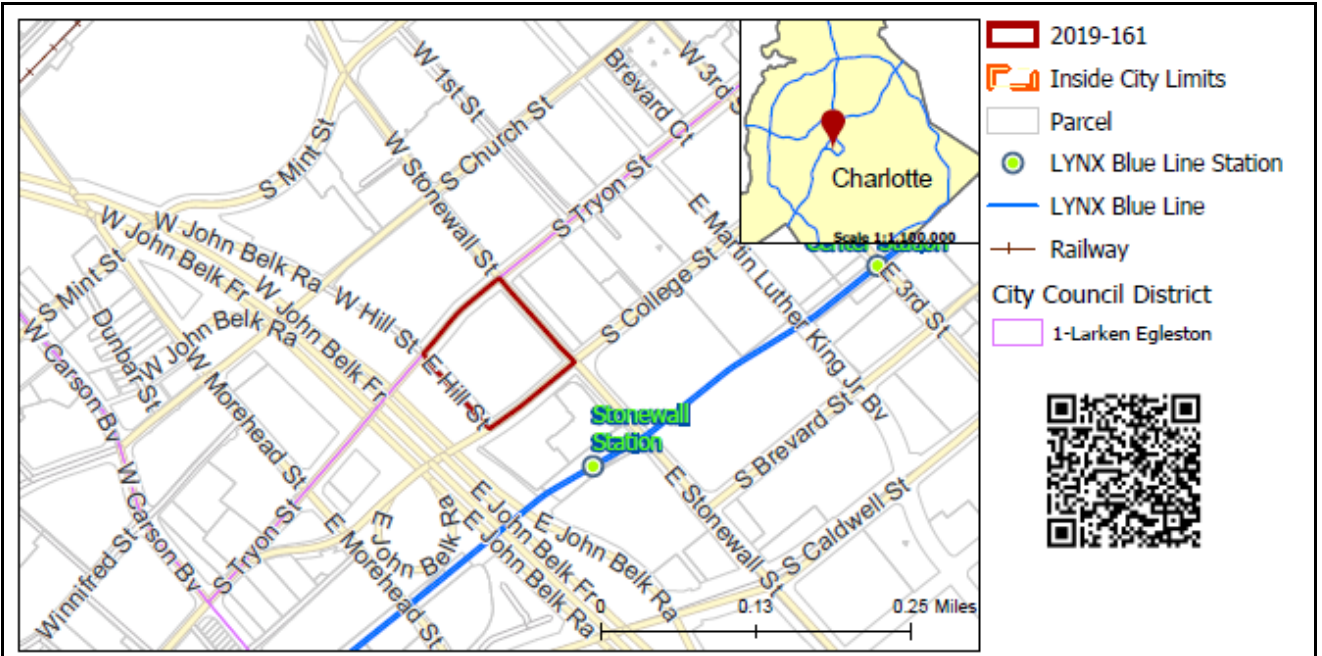 W 1st St
Brevard Ct
W 3rd S
W Stonewall St
S Church St
S Mint St
S Tryon St
E Martin Luther King Jr Bv
Charlotte
Scale 1:1,100,000
Station
E 3rd St
S College St
W John Belk Ra
W John Belk Fr
W Hill St
W John Belk Fr
S Mint St
Dunbar St
W John Belk Ra
W Carson Bv
W Morehead St
E Hill St
Stonewall
Station
S Brevard St
E Stonewall St
S Caldwell St
W Carson Bv
S Tryon St
E Morehead St
E John Belk Ra
E John Belk Fr
E John Belk Ra
E John Belk Ra
Winnifred St
0 0.13 0.25 Miles
2019-161
Inside City Limits
Parcel
LYNX Blue Line Station
LYNX Blue Line
Railway
City Council District
1-Larken Egleston